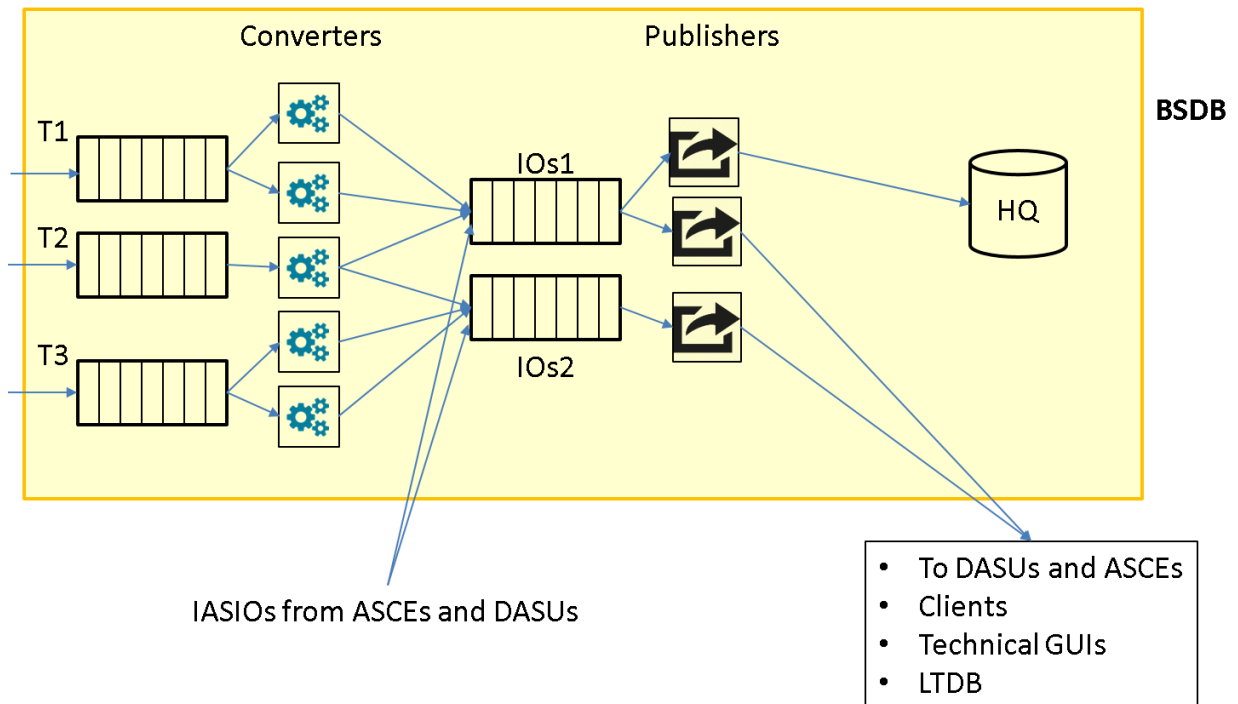 Converters
Publishers
BSDB
T1
IOs1
HQ
T2
T3
IOs2
IASIOs from ASCEs and DASUs
• To DASUs and ASCEs
• Clients
• Technical GUIs
• LTDB